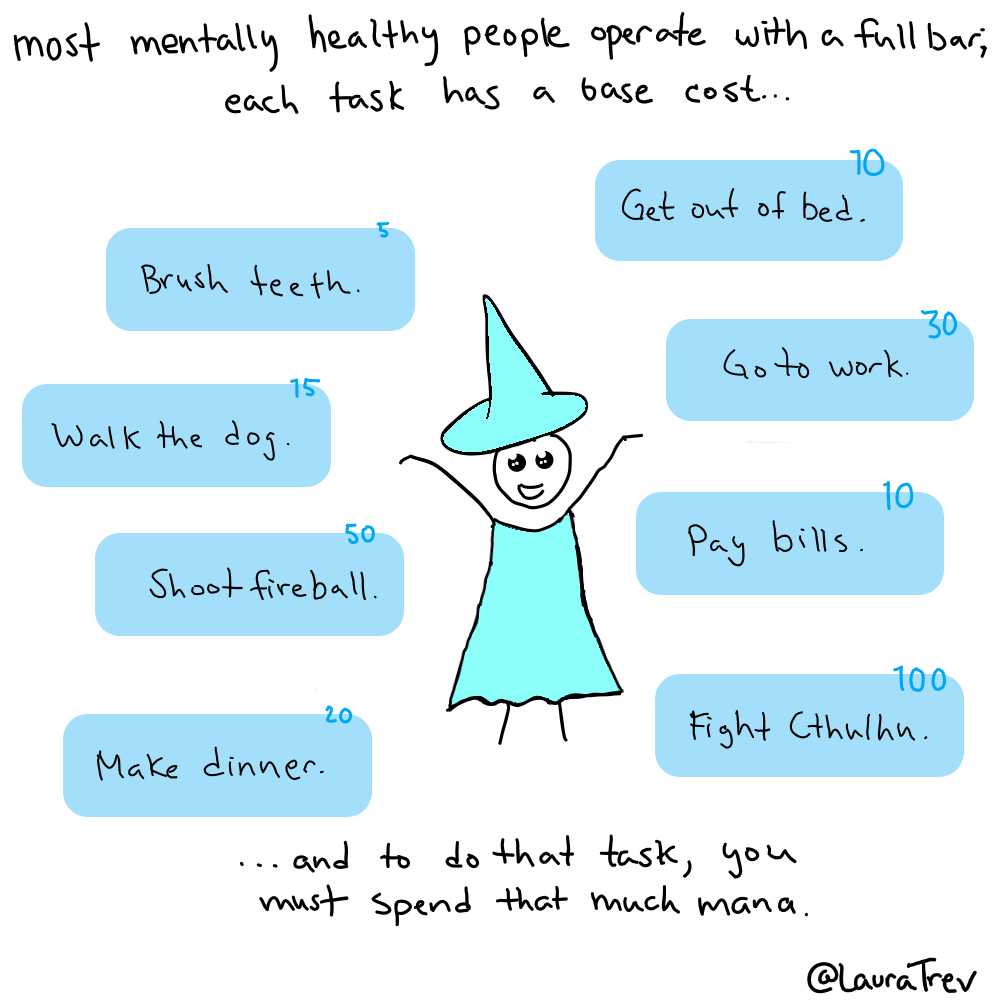 most mentally healthy people operate with a full bar;
each task has a base cost...
10
Get out of bed.
5
Brush teeth.
30
Go to work.
15
Walk the dog.
10
Pay bills.
50
Shoot fireball.
100
Fight Cthulhu.
20
Make dinner.
...and to do that task, you
must spend that much mana.
@LauraTrev